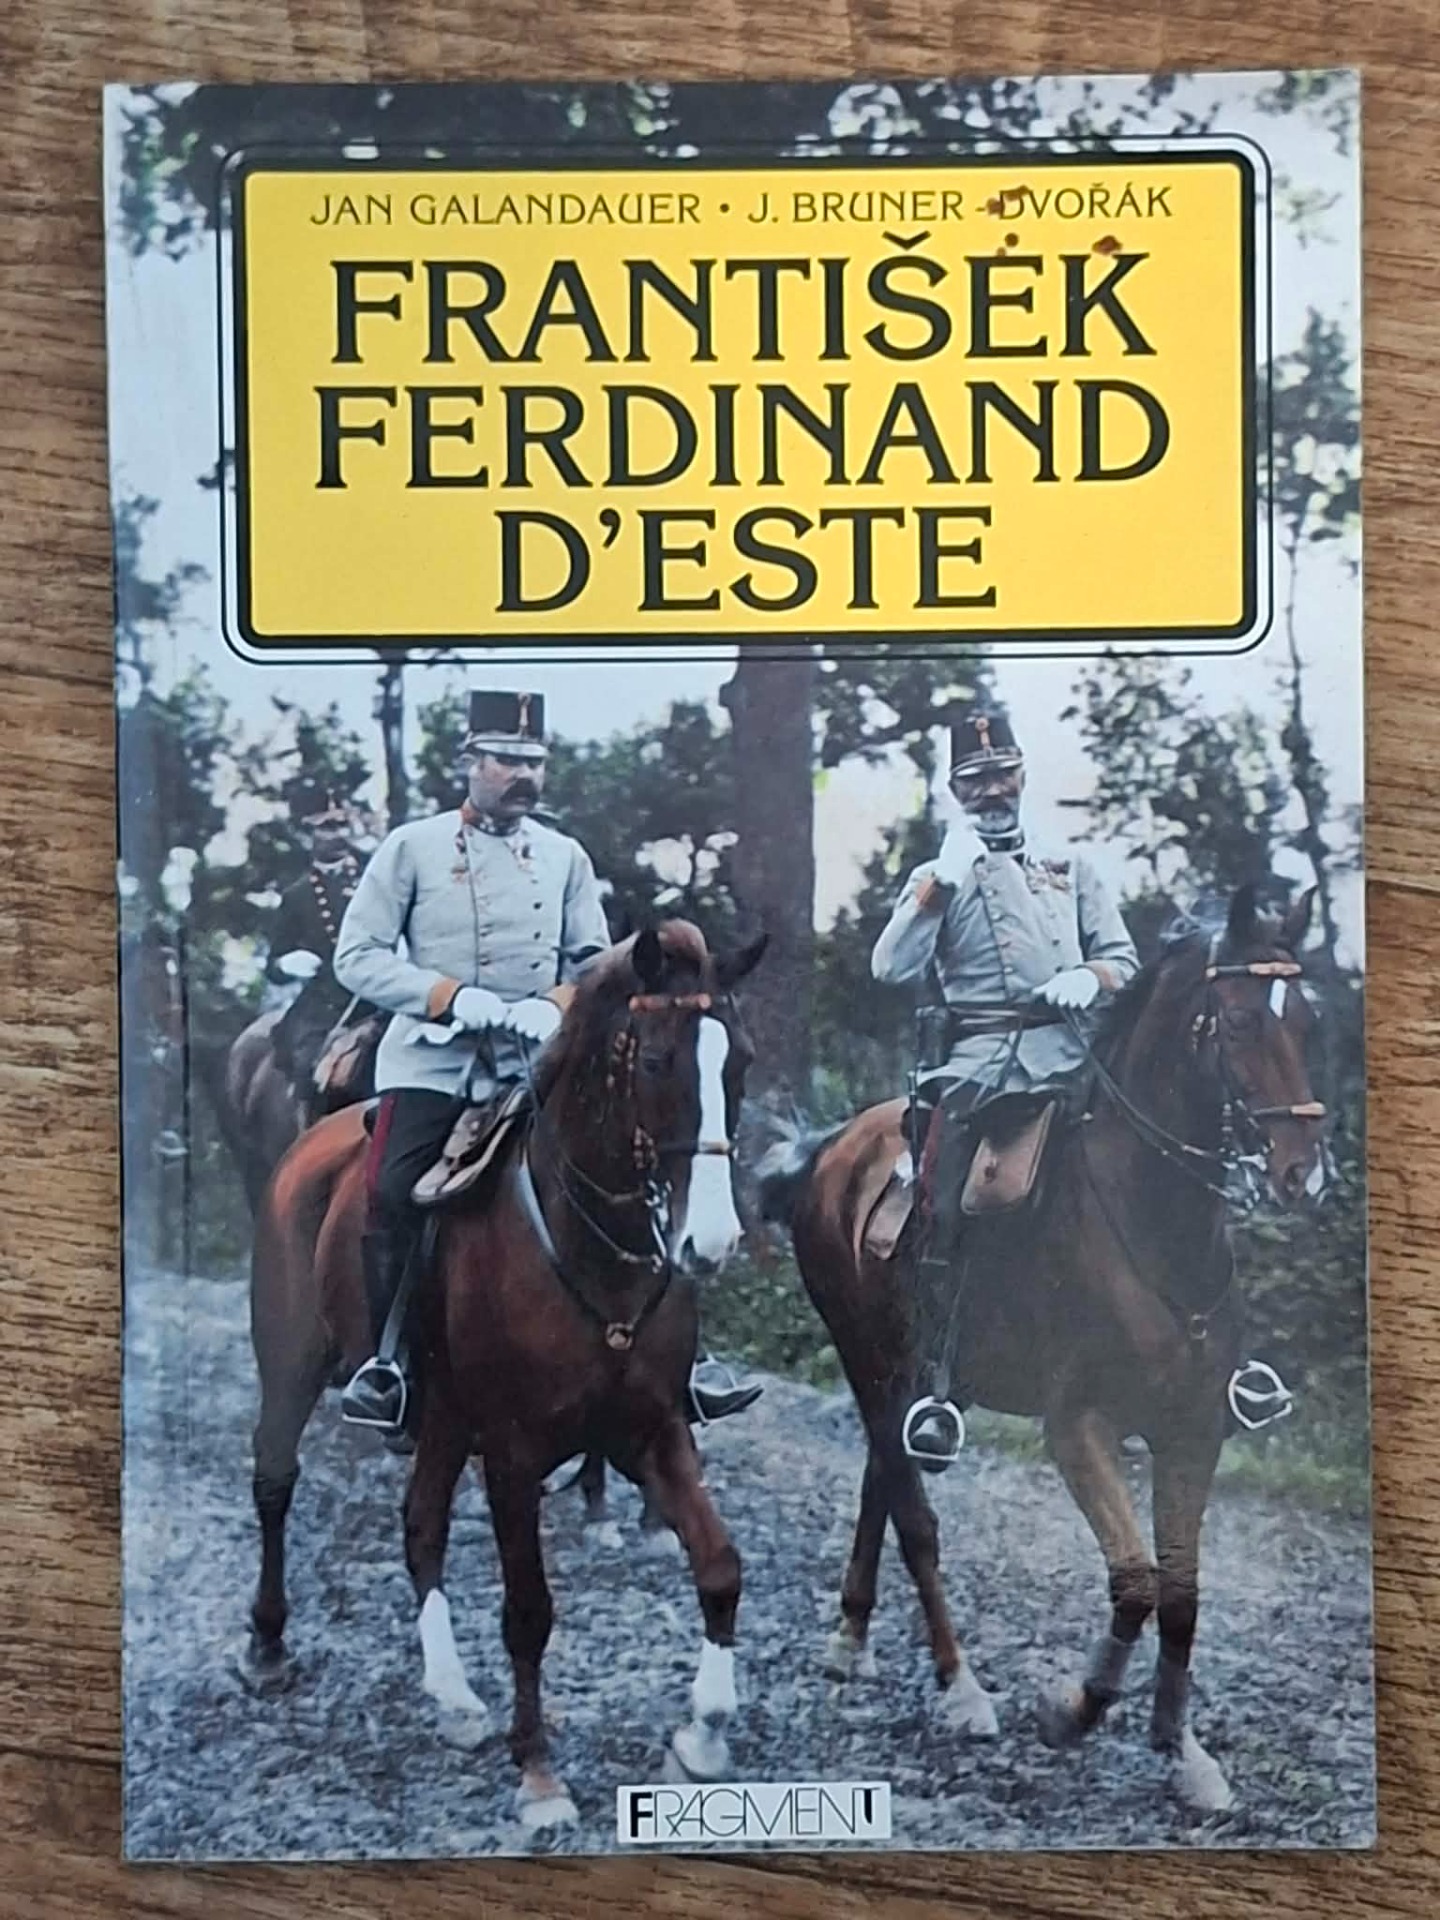 JAN GALANDAUER • J. BRUNER - DVOŘÁK
FRANTIŠEK
FERDINAND
D'ESTE
FRAGMENT